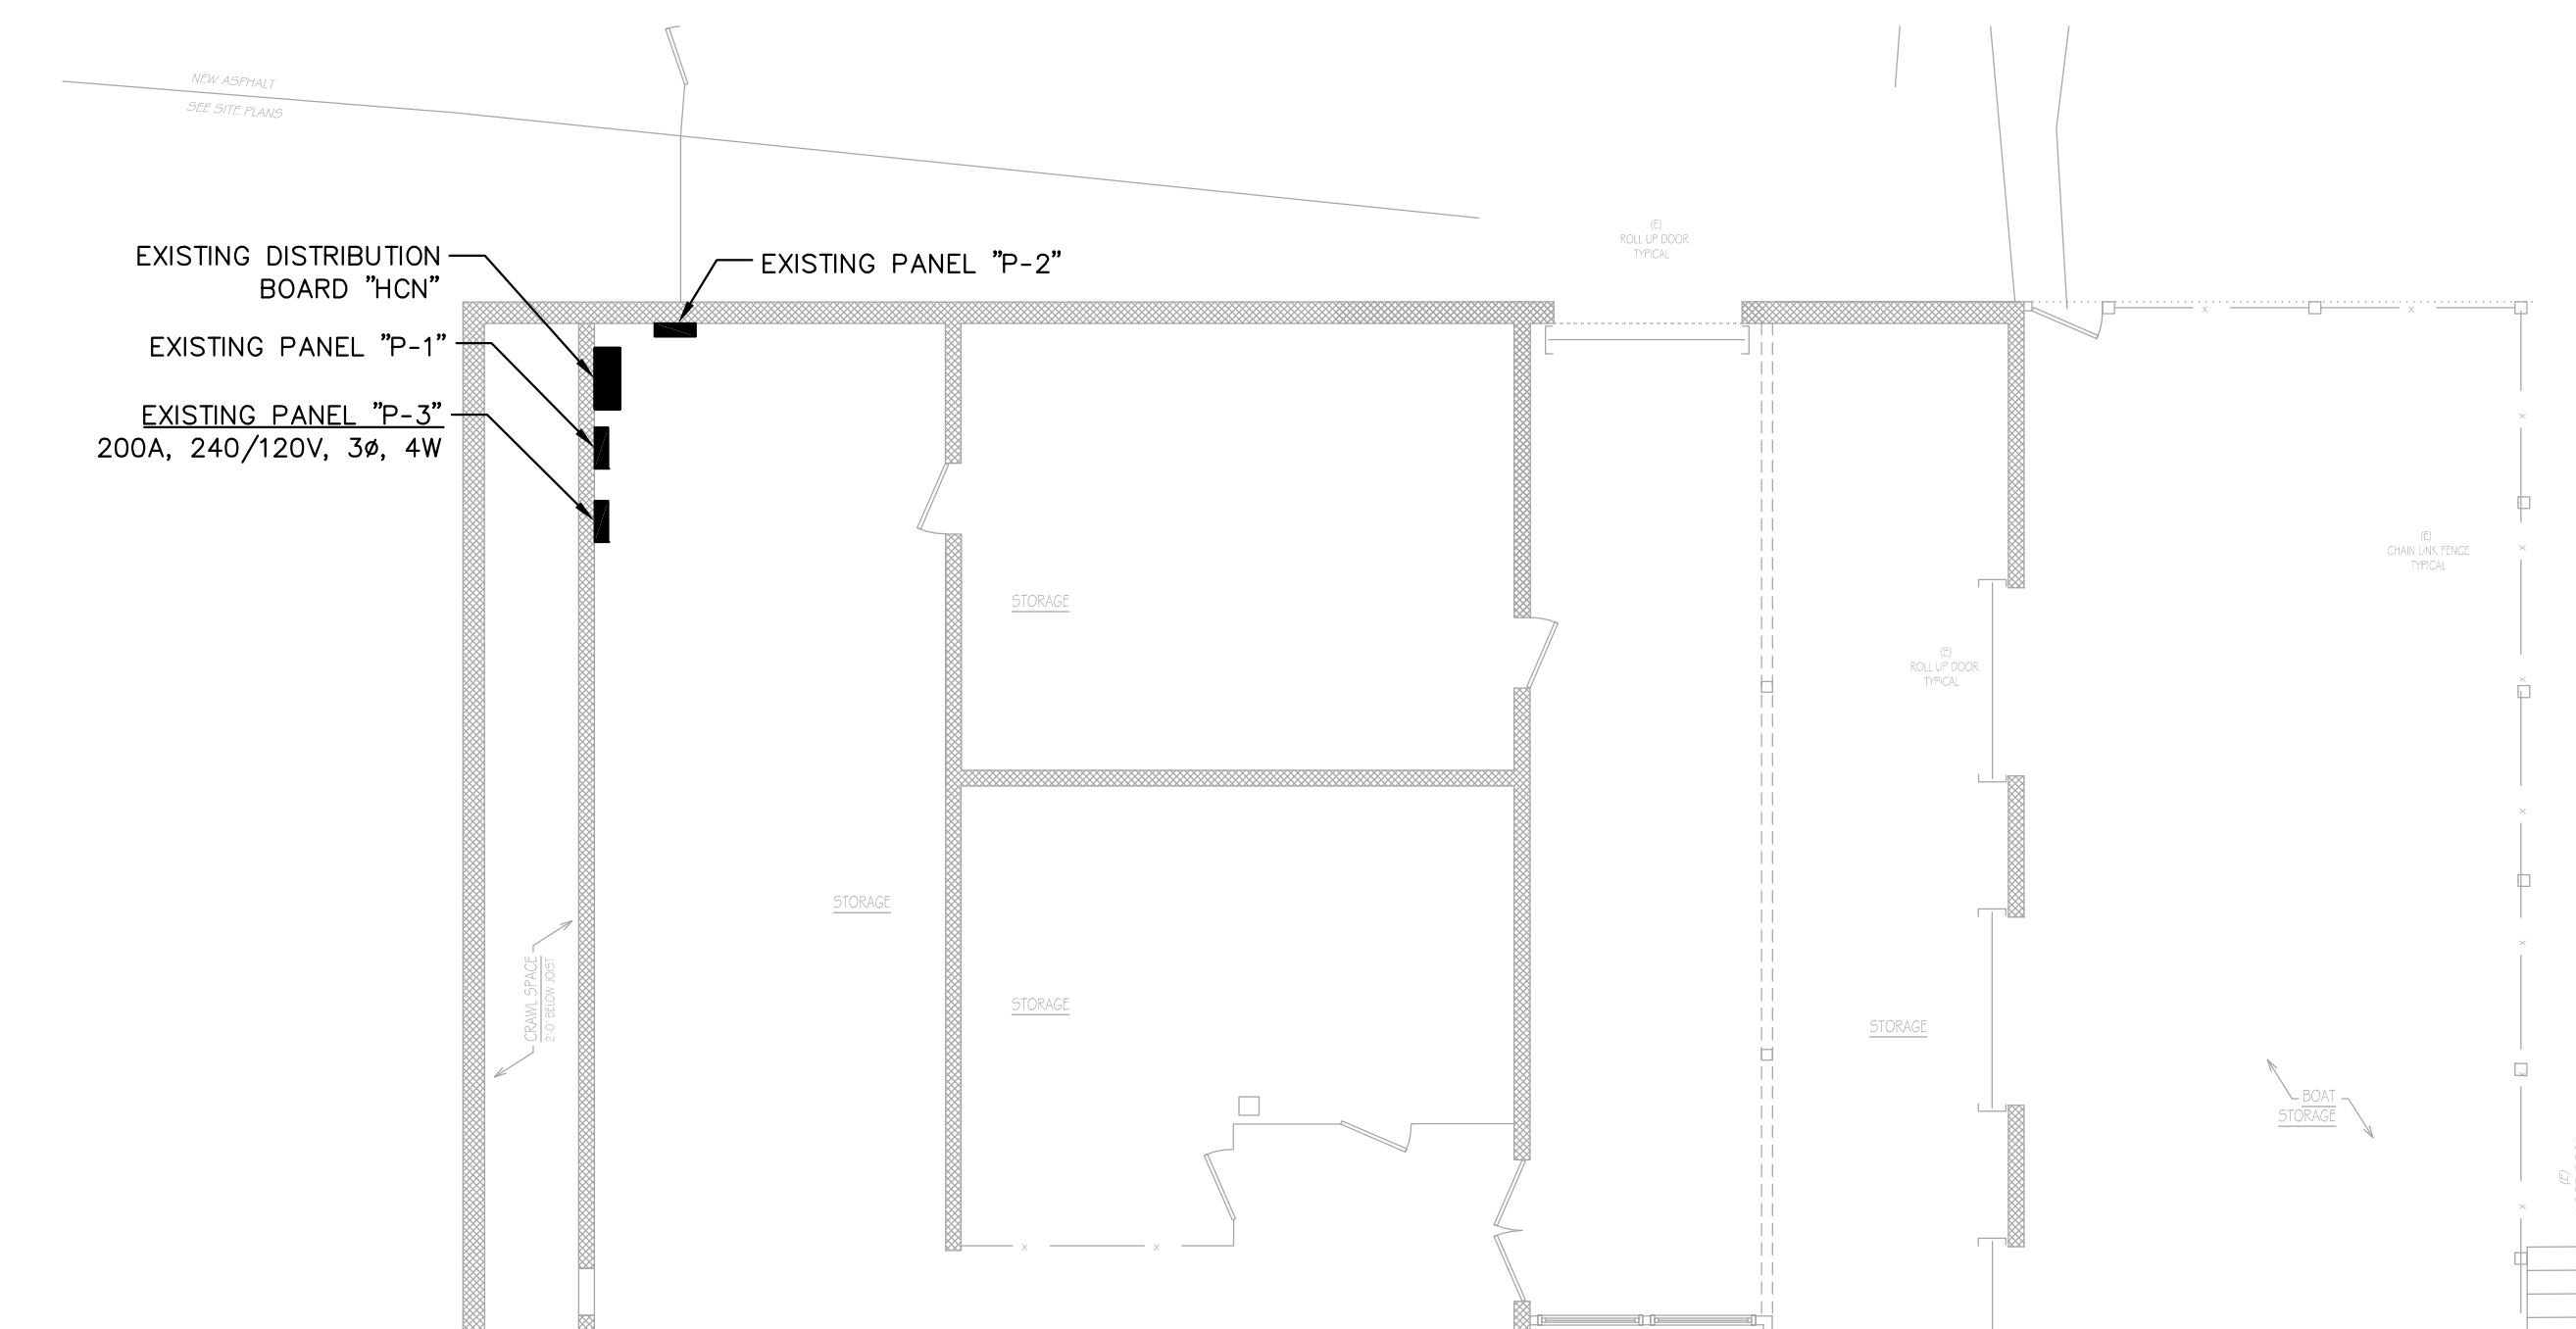 NEW ASPHALT
SEE SITE PLANS
EXISTING DISTRIBUTION
BOARD "HCN"
EXISTING PANEL "P-2"
EXISTING PANEL "P-1"
EXISTING PANEL "P-3"
200A, 240/120V, 3ø, 4W
(E)
ROLL UP DOOR
TYPICAL
(E)
CHAIN LINK FENCE
TYPICAL
STORAGE
(E)
ROLL UP DOOR
TYPICAL
STORAGE
CRAWL SPACE
2'-0" BELOW JOIST
STORAGE
STORAGE
BOAT
STORAGE
(E)